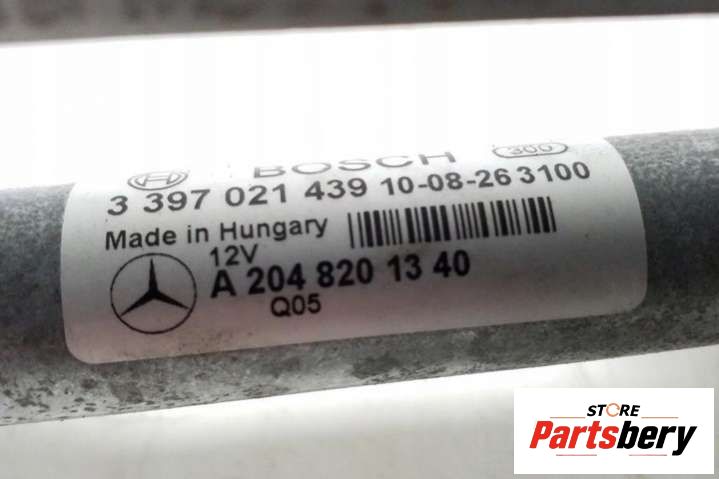 BOSCH 300
3 397 021 439 10-08-26 3100
Made in Hungary
12V
A 204 820 13 40
Q05
STORE
Partsbery